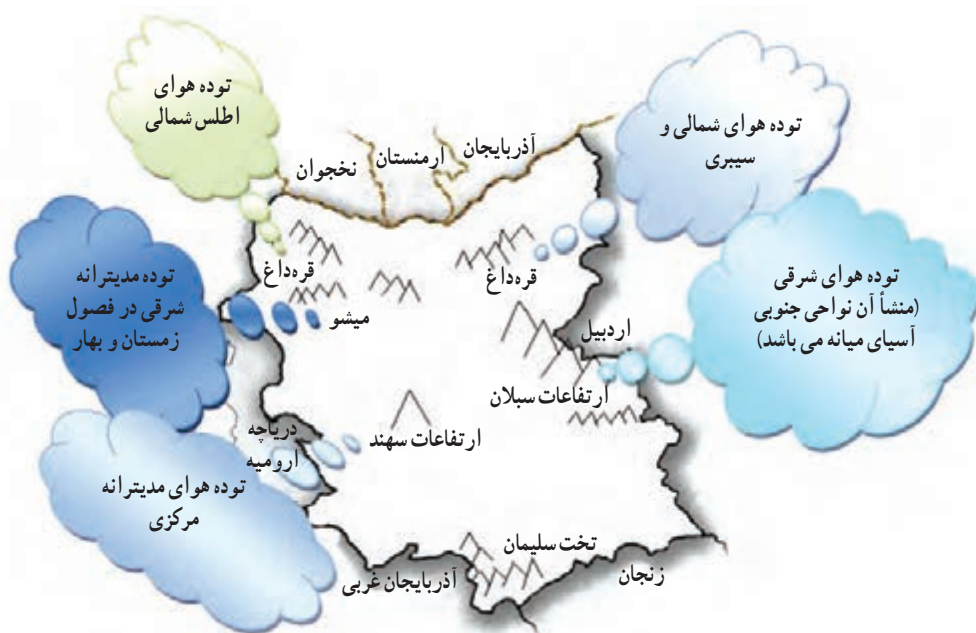 توده هوای
اطلس شمالی
توده هوای شمالی و
سیبری
آذربایجان
ارمنستان
نخجوان
قره‌داغ
قره‌داغ
توده مدیترانه
شرقی در فصول
زمستان و بهار
میشو
توده هوای شرقی
(منشأ آن نواحی جنوبی
آسیای میانه می باشد)
اردبیل
ارتفاعات سبلان
ارتفاعات سهند
دریاچه
ارومیه
توده هوای مدیترانه
مرکزی
تخت سلیمان
زنجان
آذربایجان غربی